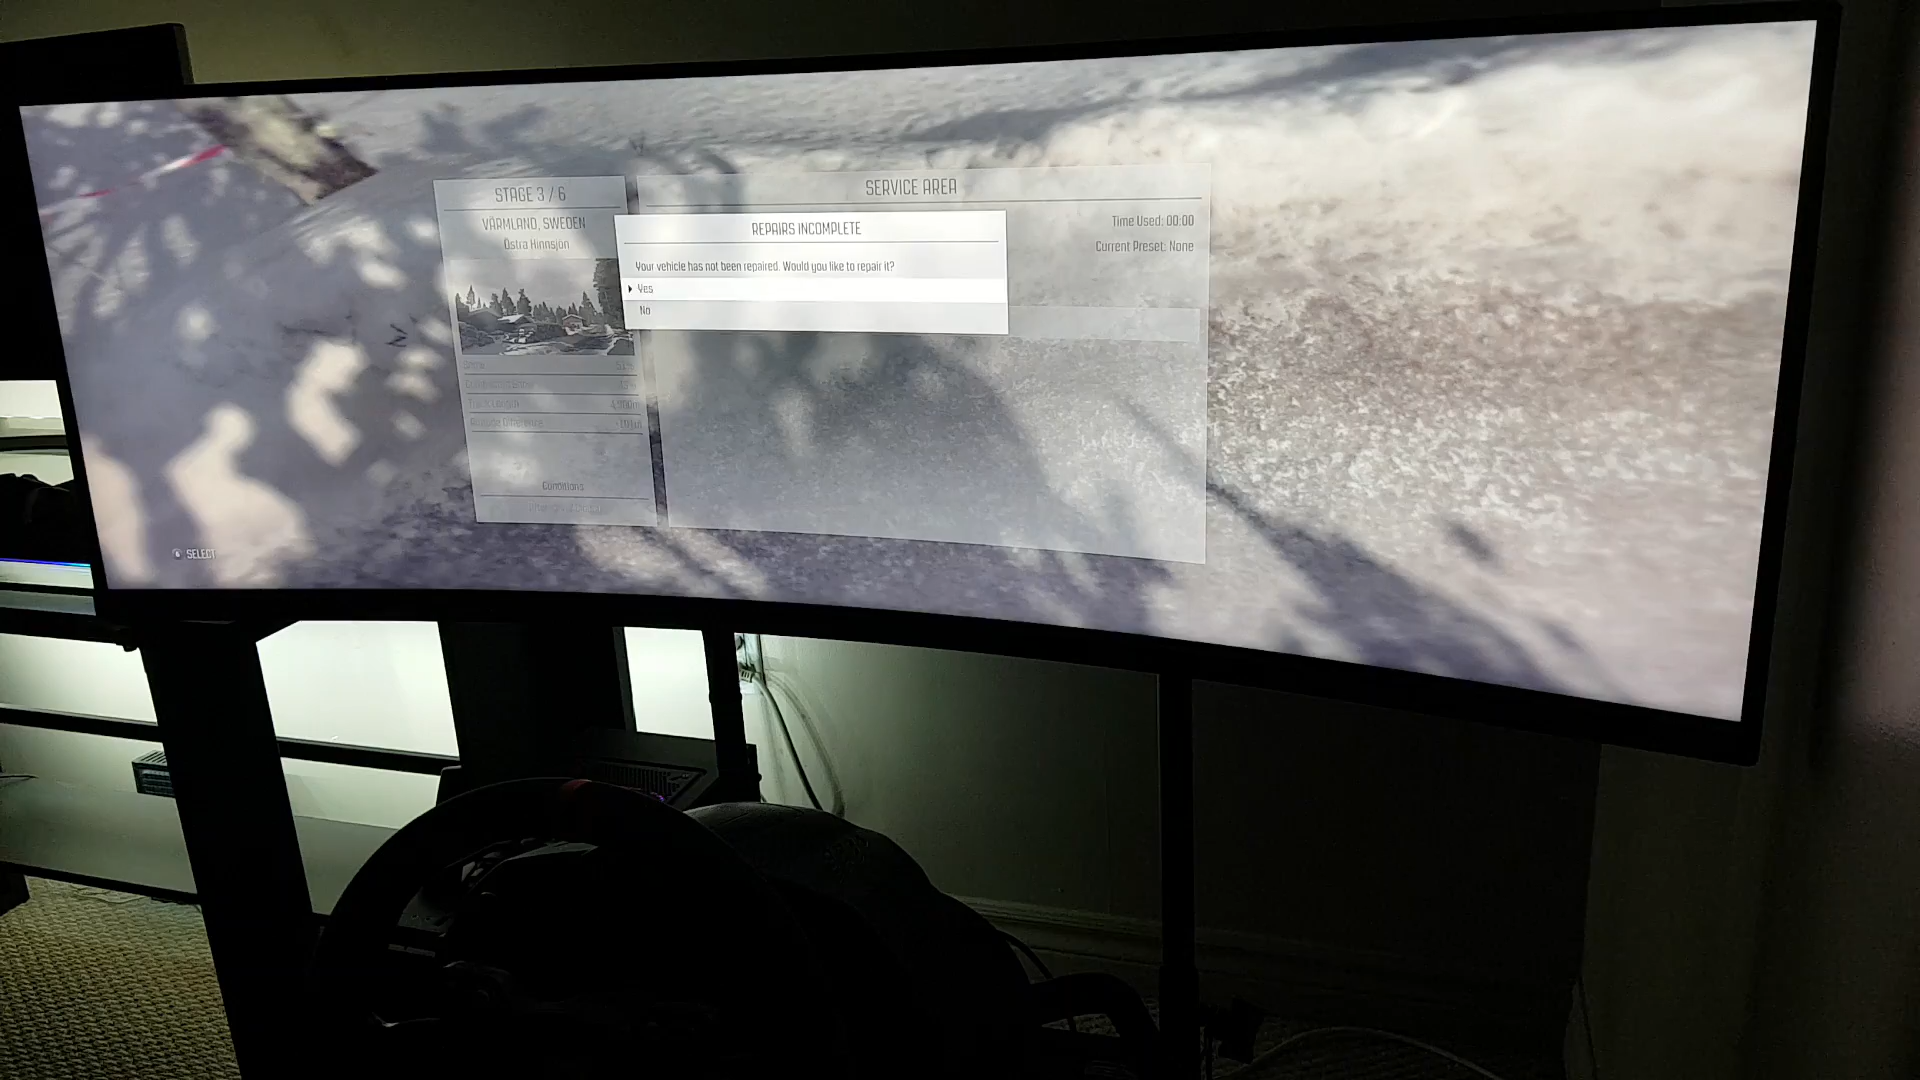 STAGE 3 / 6
VÄRMLAND, SWEDEN
Östra Hinnsjön
SERVICE AREA
Time Used: 00:00
Current Preset: None
REPAIRS INCOMPLETE
Your vehicle has not been repaired. Would you like to repair it?
Yes
No
Conditions
SELECT